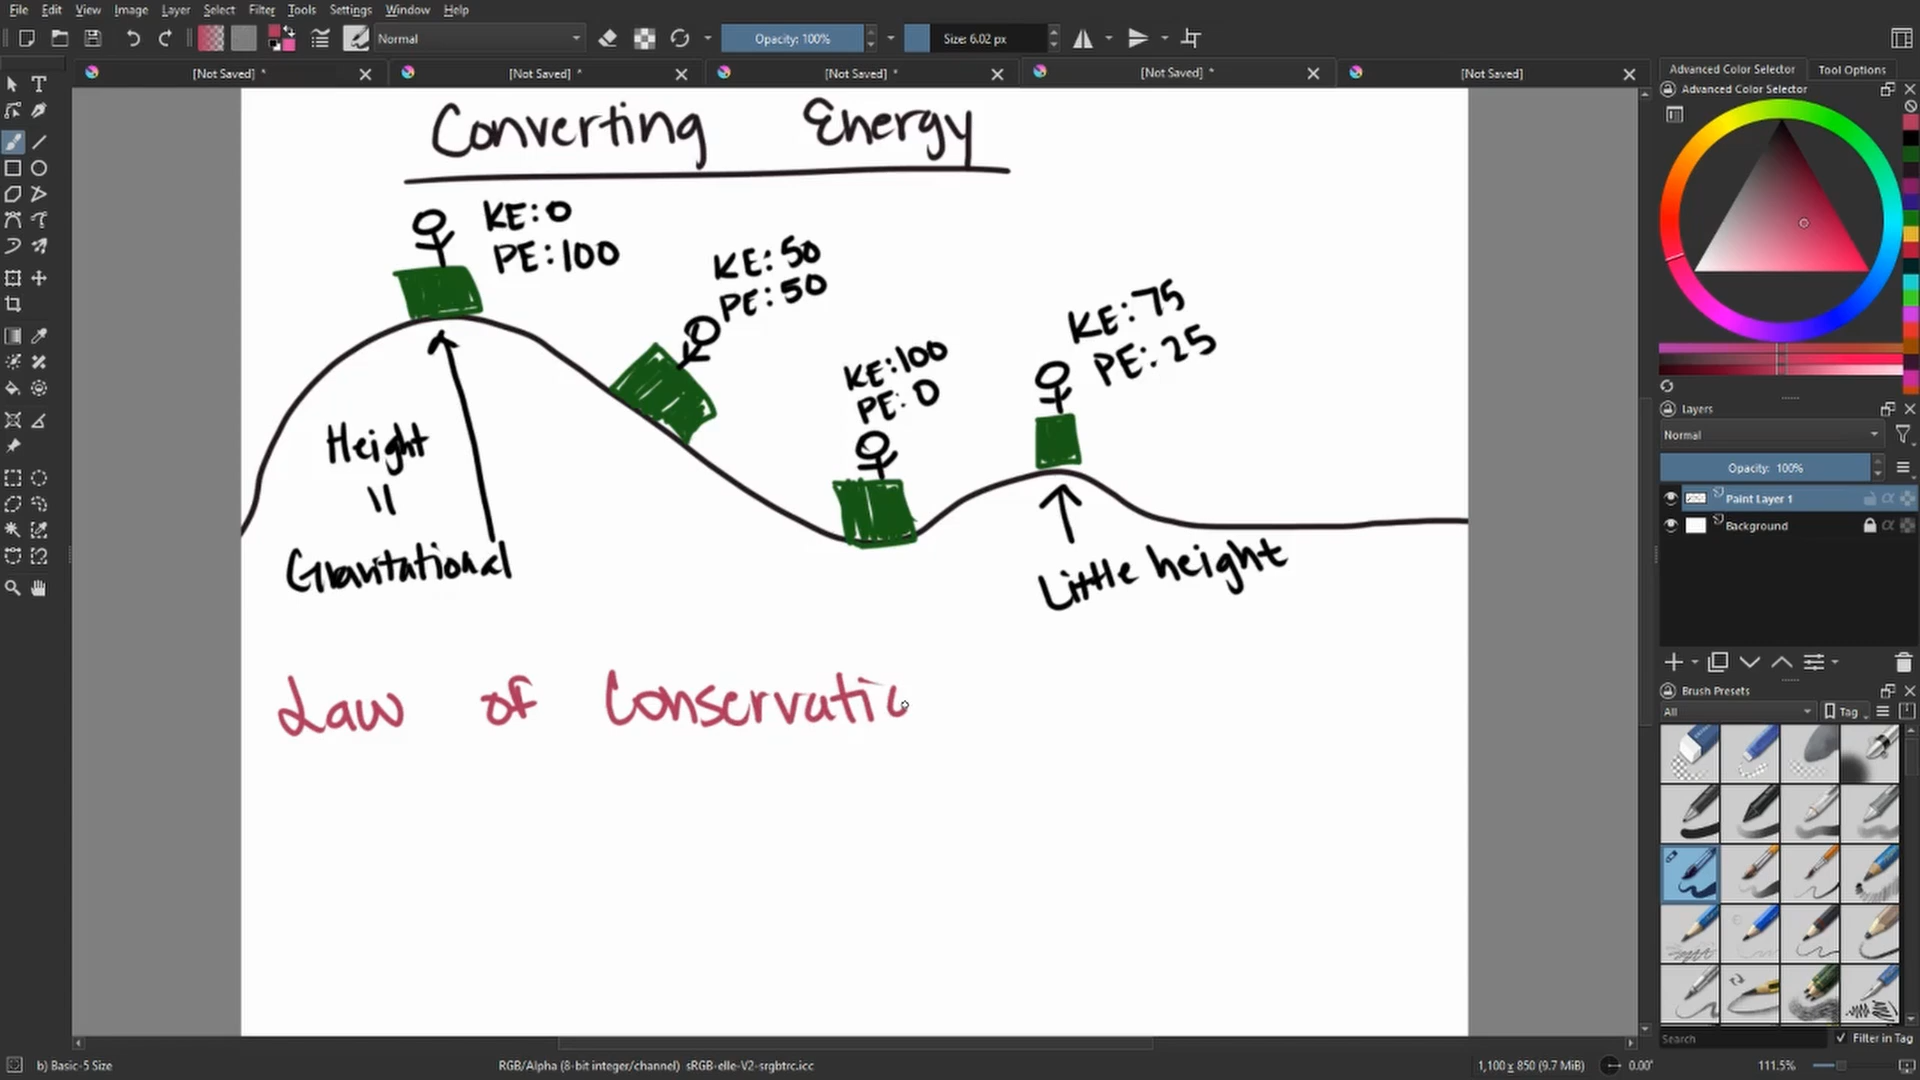 File Edit View Image Layer Select Filter Tools Settings Window Help
Normal Opacity: 100% Size: 6.02 px
[Not Saved] * [Not Saved] * [Not Saved] * [Not Saved] * [Not Saved]
Advanced Color Selector Tool Options
Advanced Color Selector
Converting Energy
KE: 0
PE: 100
KE: 50
PE: 50
KE: 100
PE: 0
KE: 75
PE: 25
Height
Gravitational
Little height
Law of Conservatio
Layers
Normal
Opacity: 100%
Paint Layer 1
Background
Brush Presets
All Tag
Search Filter in Tag
b) Basic-5 Size RGB/Alpha (8-bit integer/channel) sRGB-elle-V2-srgbtrc.icc 1,100 x 850 (9.7 MiB) 0.00° 111.5%